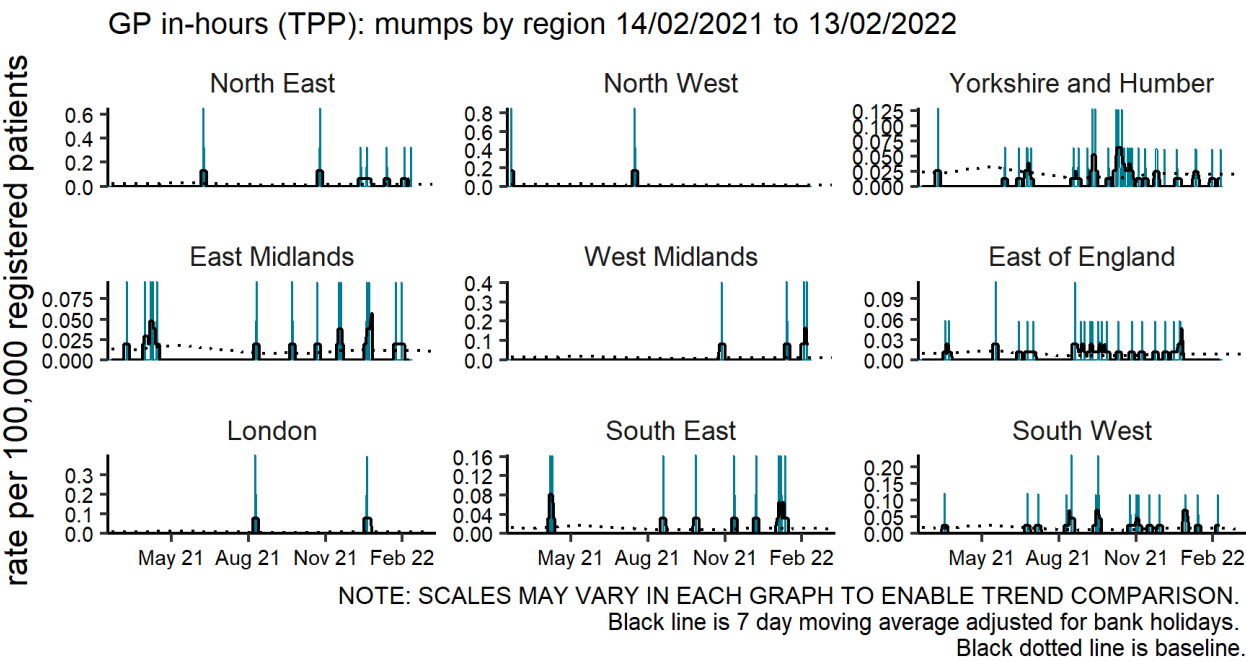 GP in-hours (TPP): mumps by region 14/02/2021 to 13/02/2022
rate per 100,000 registered patients
North East
0.6
0.4
0.2
0.0
North West
0.8
0.6
0.4
0.2
0.0
Yorkshire and Humber
0.125
0.100
0.075
0.050
0.025
0.000
East Midlands
0.075
0.050
0.025
0.000
West Midlands
0.4
0.3
0.2
0.1
0.0
East of England
0.09
0.06
0.03
0.00
London
0.3
0.2
0.1
0.0
May 21 Aug 21 Nov 21 Feb 22
South East
0.16
0.12
0.08
0.04
0.00
May 21 Aug 21 Nov 21 Feb 22
South West
0.20
0.15
0.10
0.05
0.00
May 21 Aug 21 Nov 21 Feb 22
NOTE: SCALES MAY VARY IN EACH GRAPH TO ENABLE TREND COMPARISON.
Black line is 7 day moving average adjusted for bank holidays.
Black dotted line is baseline.